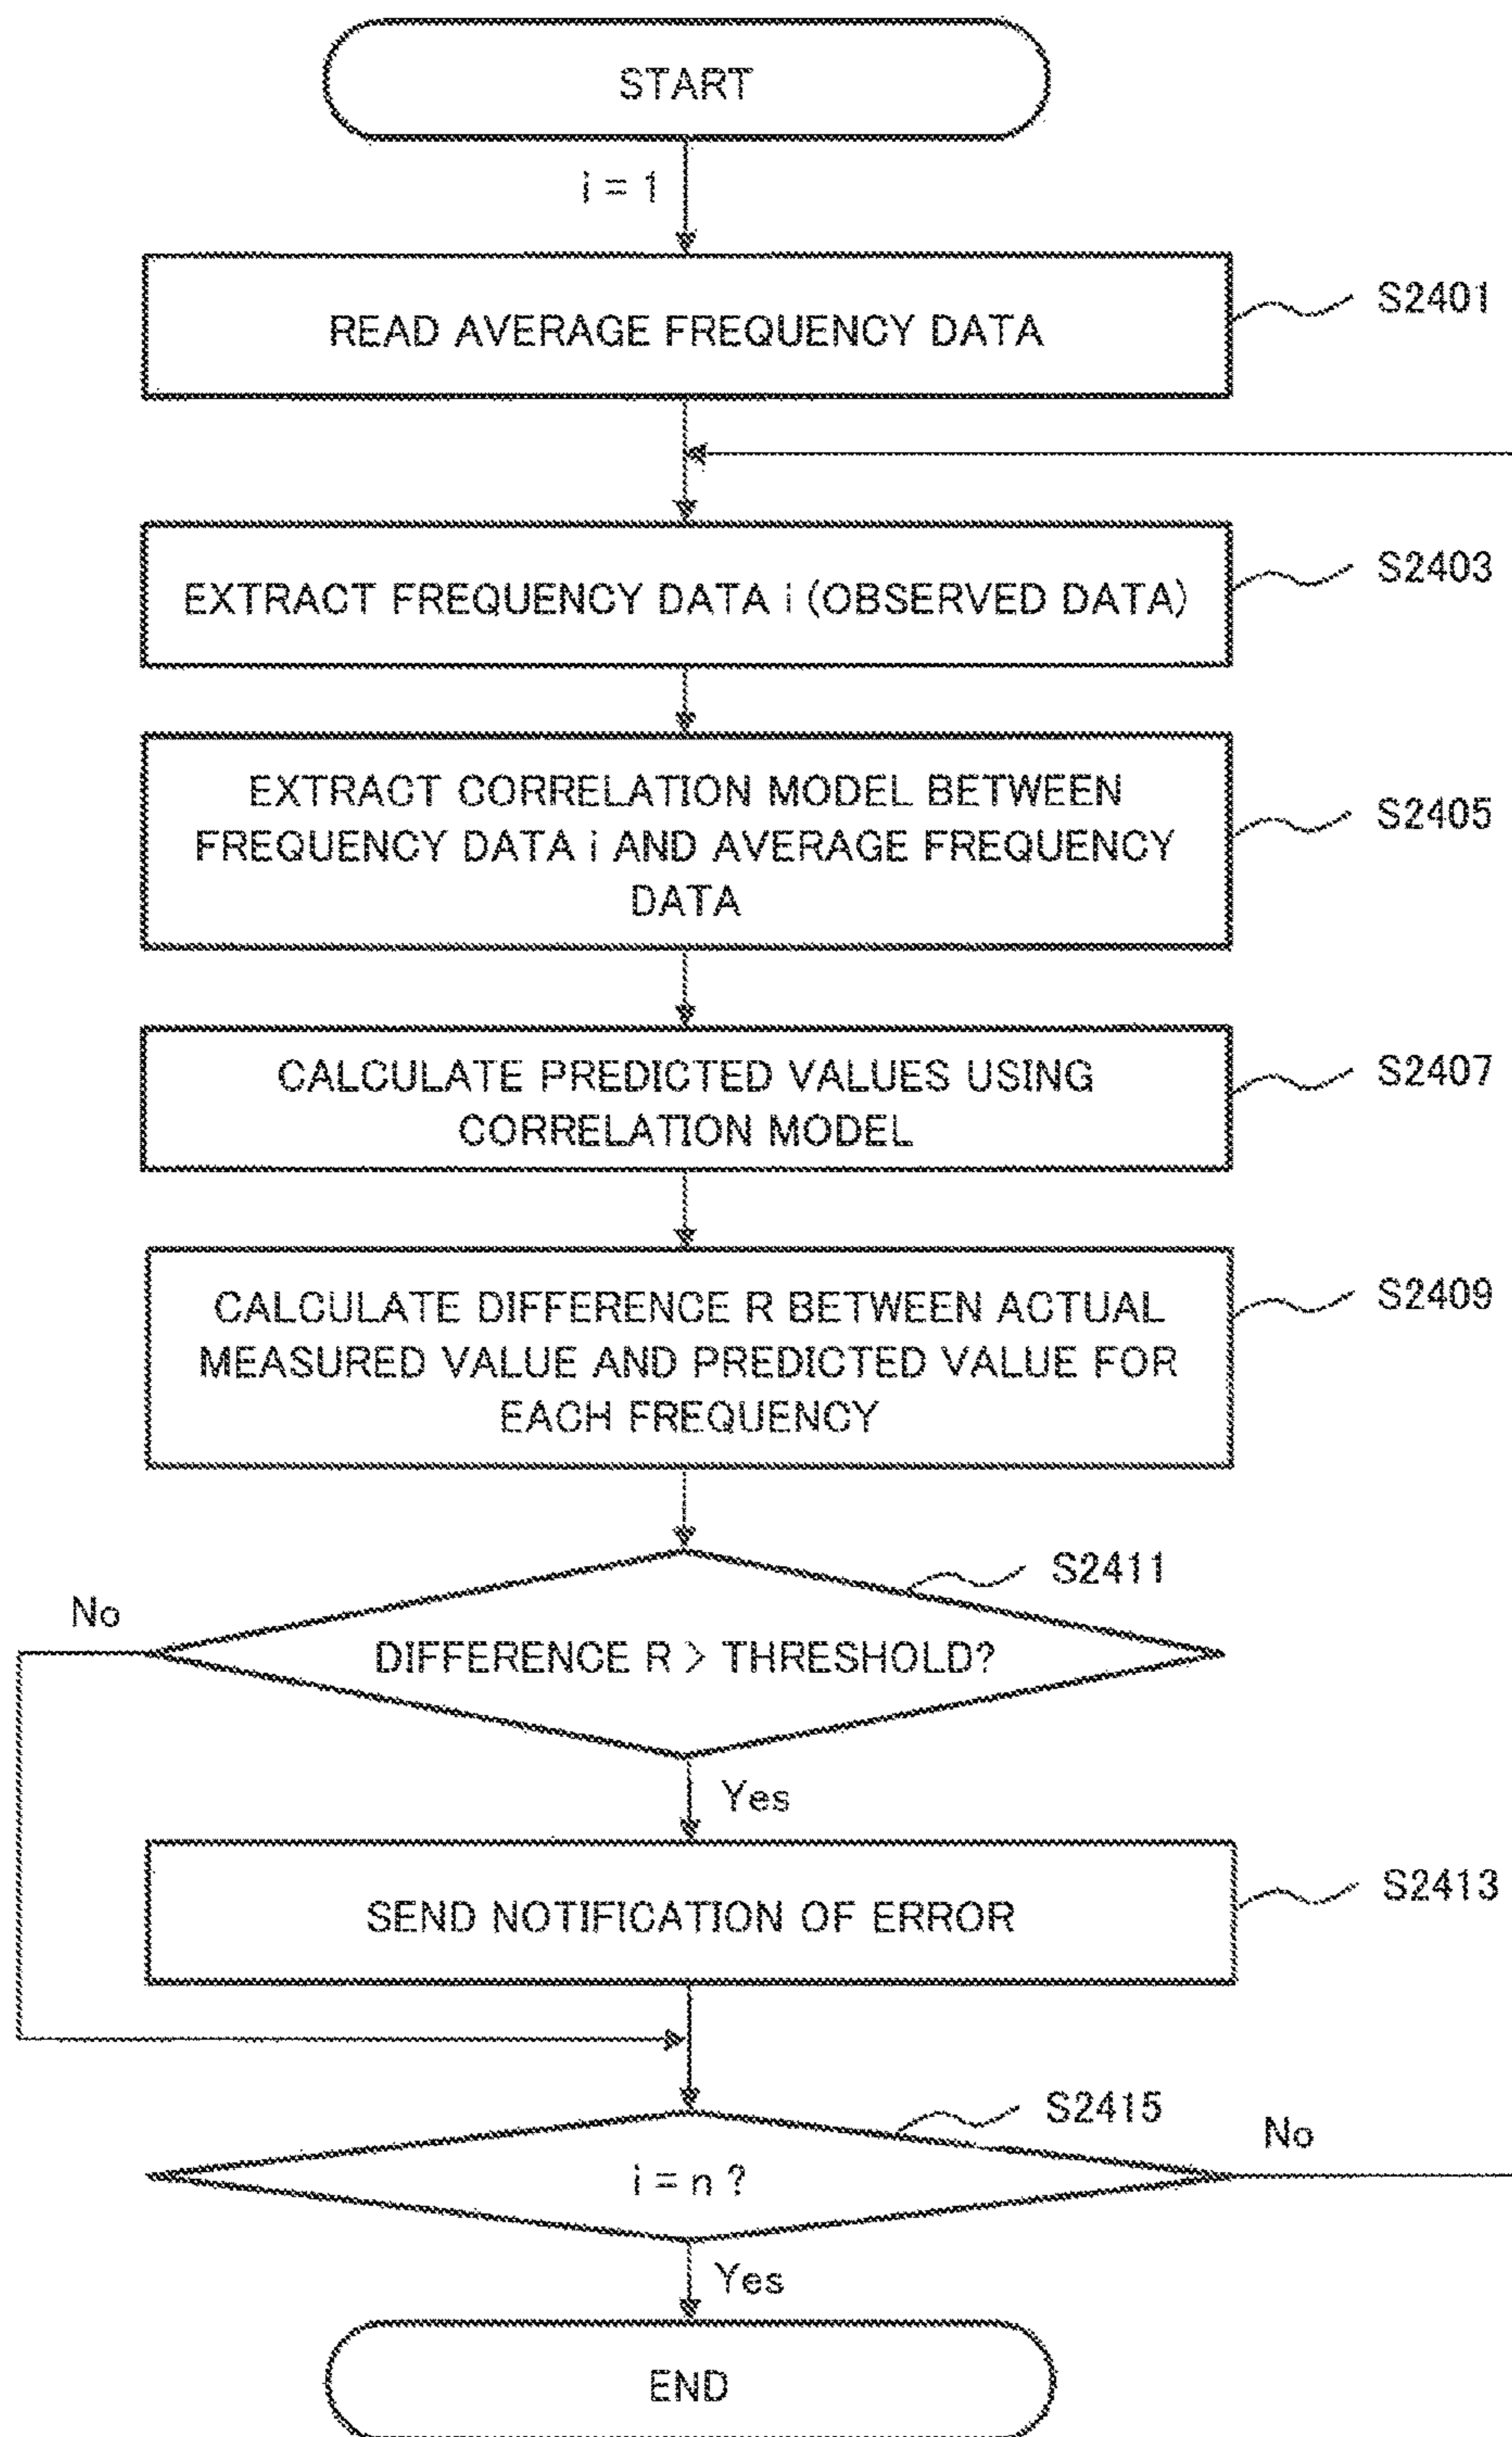 START
i = 1
READ AVERAGE FREQUENCY DATA
S2401
EXTRACT FREQUENCY DATA i (OBSERVED DATA)
S2403
EXTRACT CORRELATION MODEL BETWEEN
FREQUENCY DATA i AND AVERAGE FREQUENCY
DATA
S2405
CALCULATE PREDICTED VALUES USING
CORRELATION MODEL
S2407
CALCULATE DIFFERENCE R BETWEEN ACTUAL
MEASURED VALUE AND PREDICTED VALUE FOR
EACH FREQUENCY
S2409
S2411
No
DIFFERENCE R > THRESHOLD?
Yes
SEND NOTIFICATION OF ERROR
S2413
S2415
No
i = n ?
Yes
END